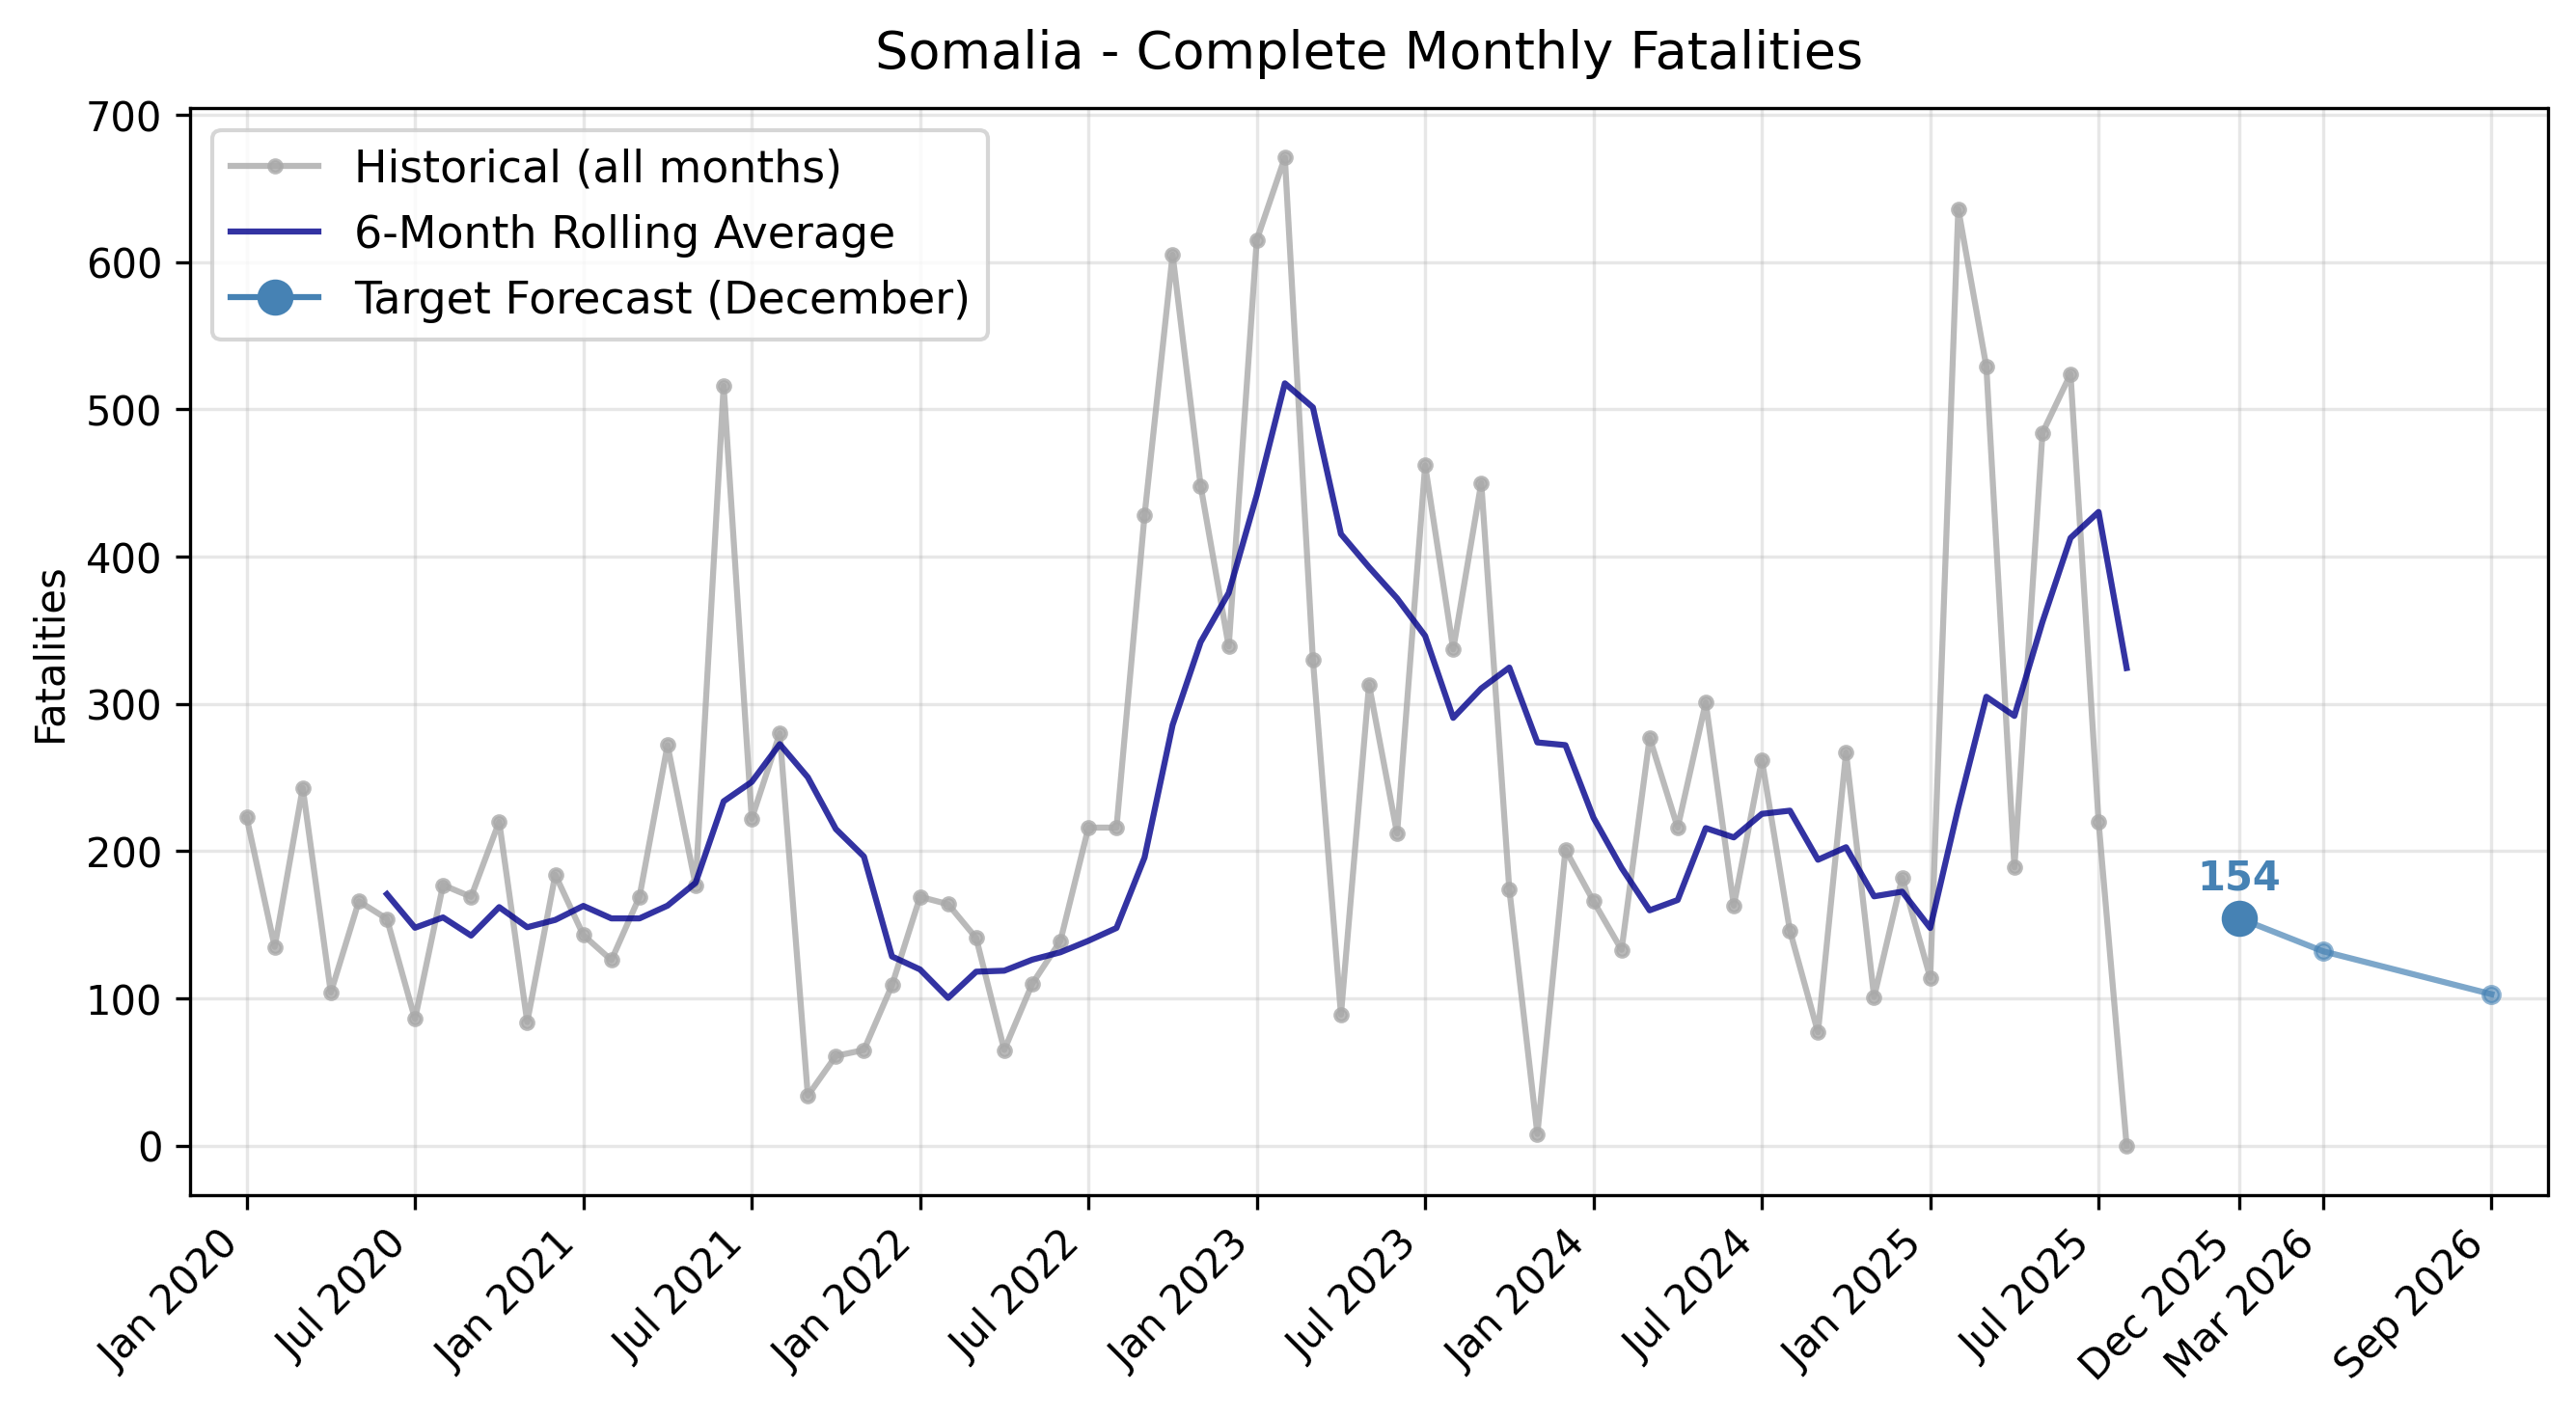 Somalia - Complete Monthly Fatalities
Historical (all months)
6-Month Rolling Average
Target Forecast (December)
Fatalities
700
600
500
400
300
200
100
0
154
Jan 2020
Jul 2020
Jan 2021
Jul 2021
Jan 2022
Jul 2022
Jan 2023
Jul 2023
Jan 2024
Jul 2024
Jan 2025
Jul 2025
Dec 2025
Mar 2026
Sep 2026